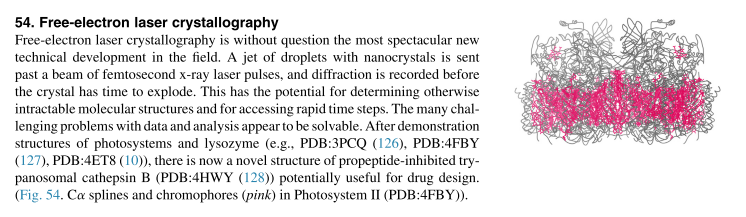 54. Free-electron laser crystallography
Free-electron laser crystallography is without question the most spectacular new
technical development in the field. A jet of droplets with nanocrystals is sent
past a beam of femtosecond x-ray laser pulses, and diffraction is recorded before
the crystal has time to explode. This has the potential for determining otherwise
intractable molecular structures and for accessing rapid time steps. The many chal-
lenging problems with data and analysis appear to be solvable. After demonstration
structures of photosystems and lysozyme (e.g., PDB:3PCQ (126), PDB:4FBY
(127), PDB:4ET8 (10)), there is now a novel structure of propeptide-inhibited try-
panosomal cathepsin B (PDB:4HWY (128)) potentially useful for drug design.
(Fig. 54. Cα splines and chromophores (pink) in Photosystem II (PDB:4FBY)).